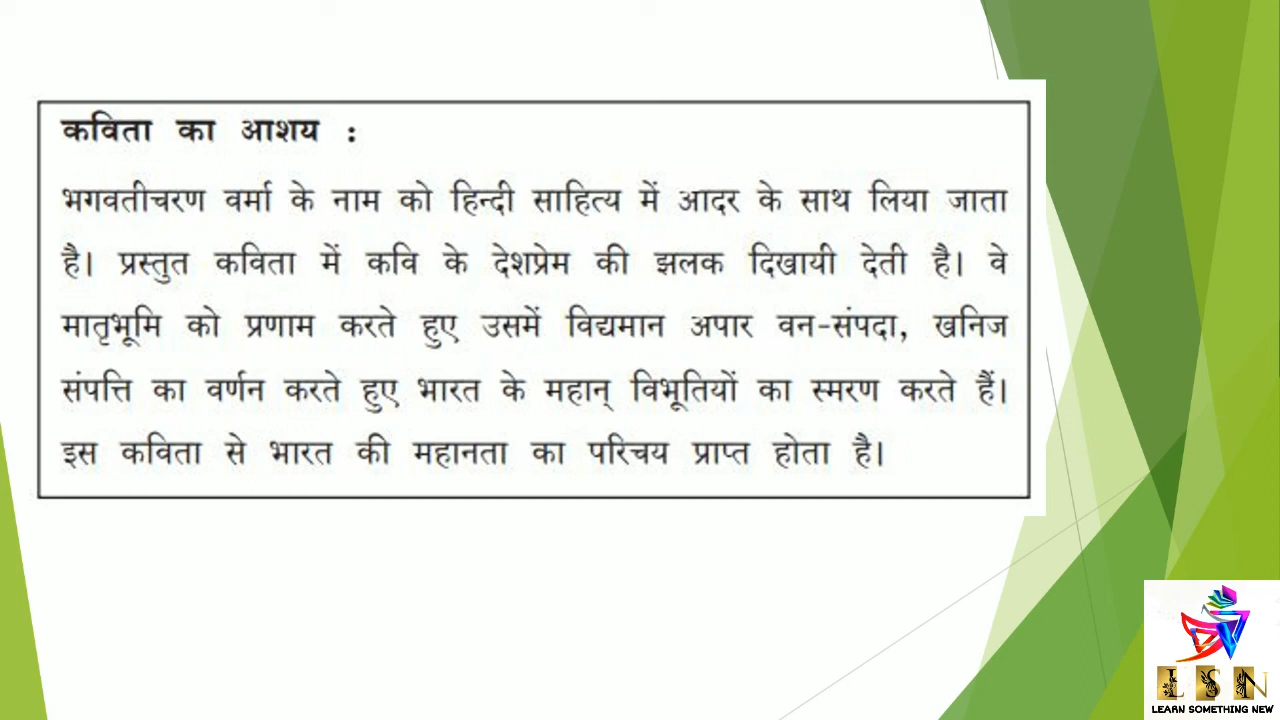 कविता का आशय :
भगवतीचरण वर्मा के नाम को हिन्दी साहित्य में आदर के साथ लिया जाता
है। प्रस्तुत कविता में कवि के देशप्रेम की झलक दिखायी देती है। वे
मातृभूमि को प्रणाम करते हुए उसमें विद्यमान अपार वन-संपदा, खनिज
संपत्ति का वर्णन करते हुए भारत के महान् विभूतियों का स्मरण करते हैं।
इस कविता से भारत की महानता का परिचय प्राप्त होता है।
L S N
LEARN SOMETHING NEW